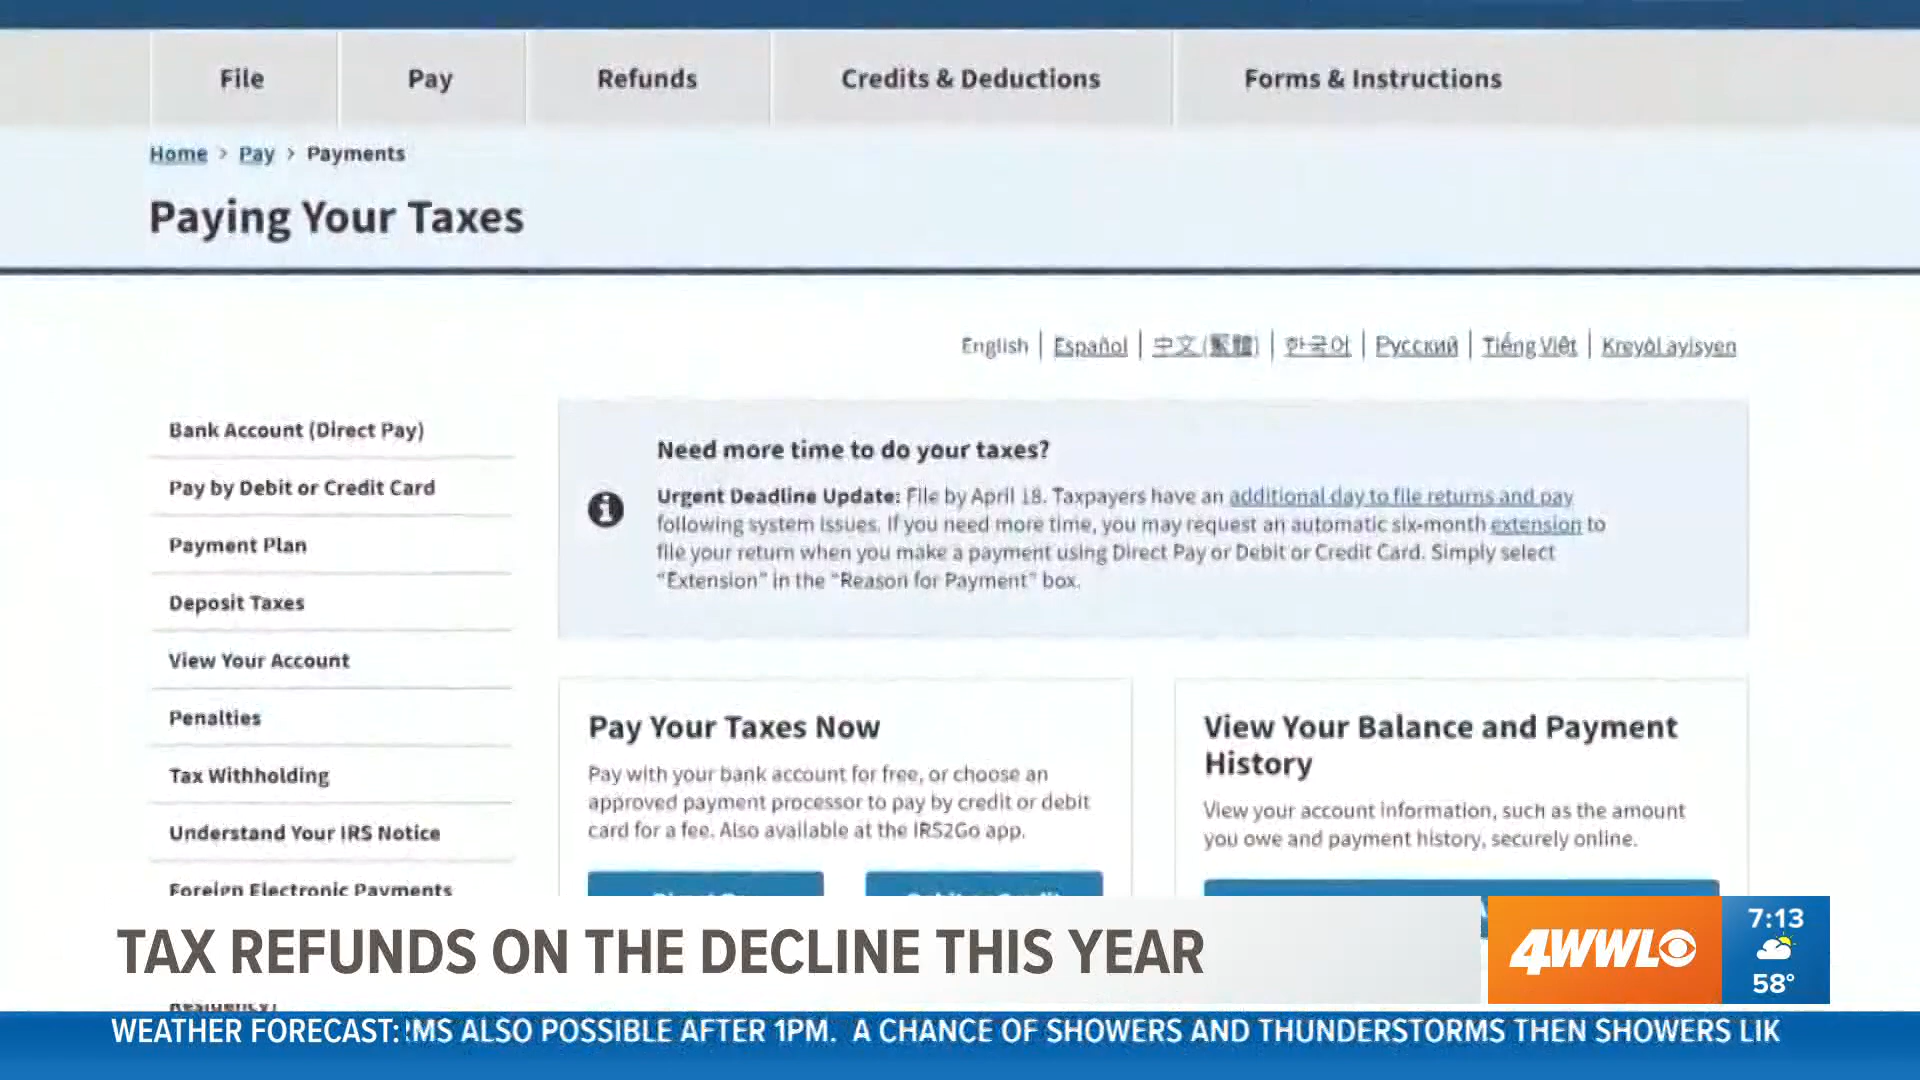 File
Pay
Refunds
Credits & Deductions
Forms & Instructions
Home > Pay > Payments
Paying Your Taxes
English | Español | 中文 (繁體) | 한국어 | Русский | Tiếng Việt | Kreyòl ayisyen
Bank Account (Direct Pay)
Pay by Debit or Credit Card
Payment Plan
Deposit Taxes
View Your Account
Penalties
Tax Withholding
Understand Your IRS Notice
Foreign Electronic Payments
Need more time to do your taxes?
Urgent Deadline Update: File by April 18. Taxpayers have an additional day to file returns and pay
following system issues. If you need more time, you may request an automatic six-month extension to
file your return when you make a payment using Direct Pay or Debit or Credit Card. Simply select
"Extension" in the "Reason for Payment" box.
Pay Your Taxes Now
Pay with your bank account for free, or choose an
approved payment processor to pay by credit or debit
card for a fee. Also available at the IRS2Go app.
View Your Balance and Payment
History
View your account information, such as the amount
you owe and payment history, securely online.
TAX REFUNDS ON THE DECLINE THIS YEAR
4WWL
7:13
58°
WEATHER FORECAST: MS ALSO POSSIBLE AFTER 1PM. A CHANCE OF SHOWERS AND THUNDERSTORMS THEN SHOWERS LIK